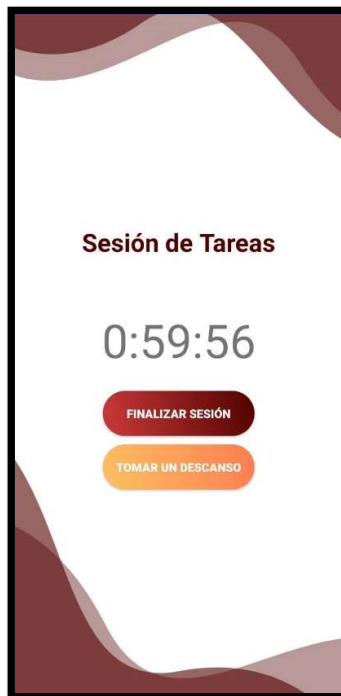 Sesión de Tareas
0:59:56
FINALIZAR SESIÓN
TOMAR UN DESCANSO